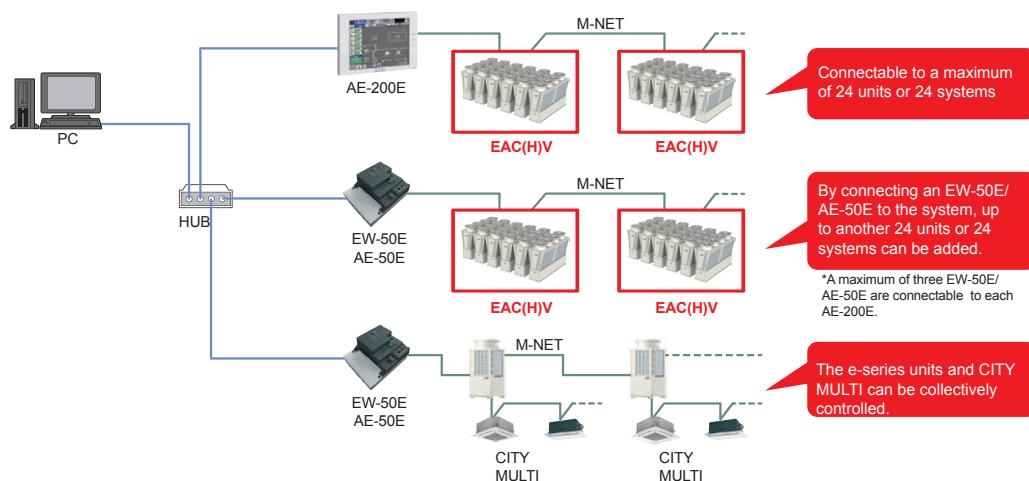 M-NET
AE-200E
EAC(H)V
EAC(H)V
Connectable to a maximum
of 24 units or 24 systems
PC
HUB
M-NET
EW-50E
AE-50E
EAC(H)V
EAC(H)V
By connecting an EW-50E/
AE-50E to the system, up
to another 24 units or 24
systems can be added.
*A maximum of three EW-50E/
AE-50E are connectable to each
AE-200E.
M-NET
EW-50E
AE-50E
CITY
MULTI
CITY
MULTI
The e-series units and CITY
MULTI can be collectively
controlled.